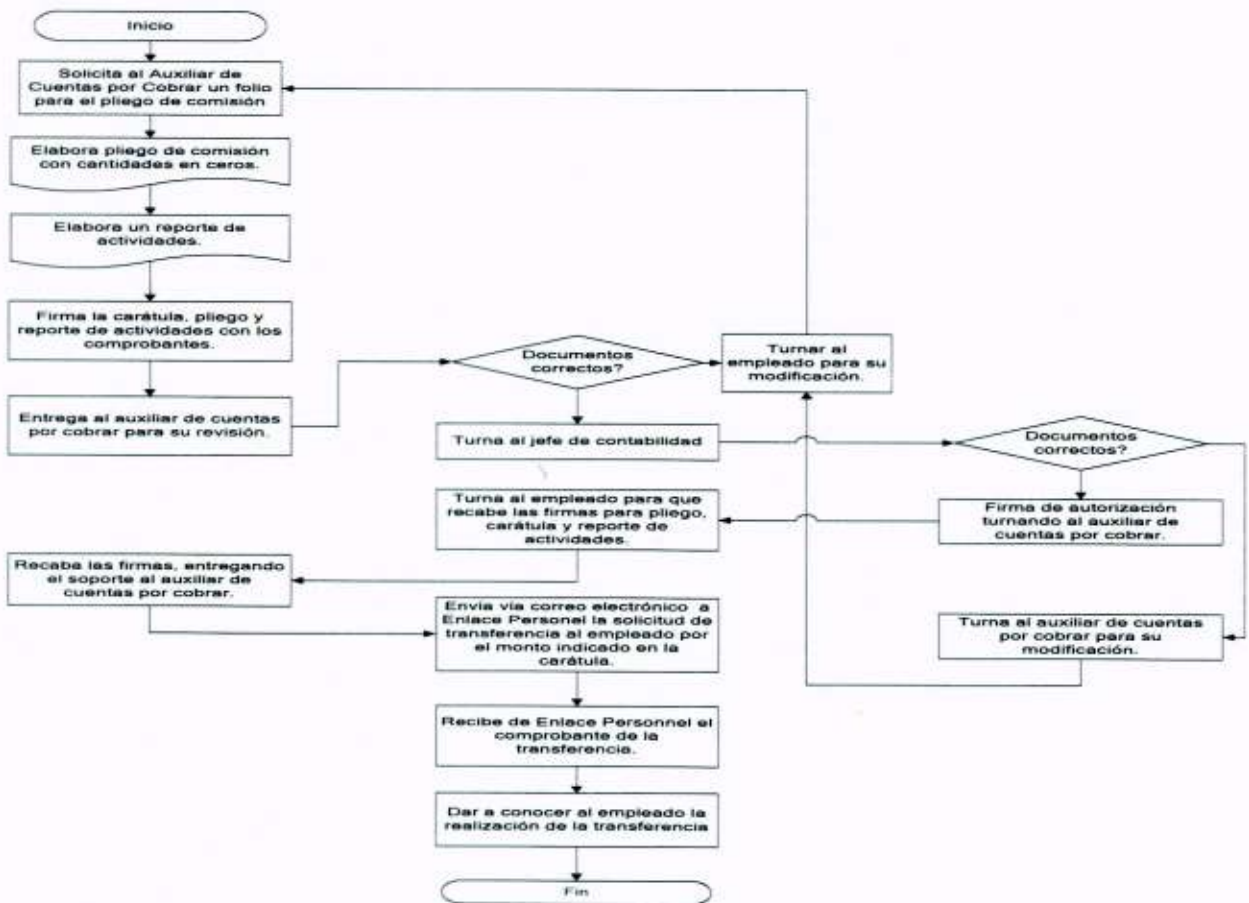 Inicio
Solicita al Auxiliar de
Cuentas por Cobrar un folio
para el pliego de comisión
Elabora pliego de comisión
con cantidades en ceros.
Elabora un reporte de
actividades.
Firma la carátula, pliego y
reporte de actividades con los
comprobantes.
Entrega al auxiliar de cuentas
por cobrar para su revisión.
Documentos
correctos?
Turnar al
empleado para su
modificación.
Turna al jefe de contabilidad
Documentos
correctos?
Firma de autorización
turnando al auxiliar de
cuentas por cobrar.
Turna al empleado para que
recabe las firmas para pliego,
carátula y reporte de
actividades.
Recaba las firmas, entregando
el soporte al auxiliar de
cuentas por cobrar.
Turna al auxiliar de cuentas
por cobrar para su
modificación.
Envía vía correo electrónico a
Enlace Personel la solicitud de
transferencia al empleado por
el monto indicado en la
carátula.
Recibe de Enlace Personnel el
comprobante de la
transferencia.
Dar a conocer al empleado la
realización de la transferencia
Fin